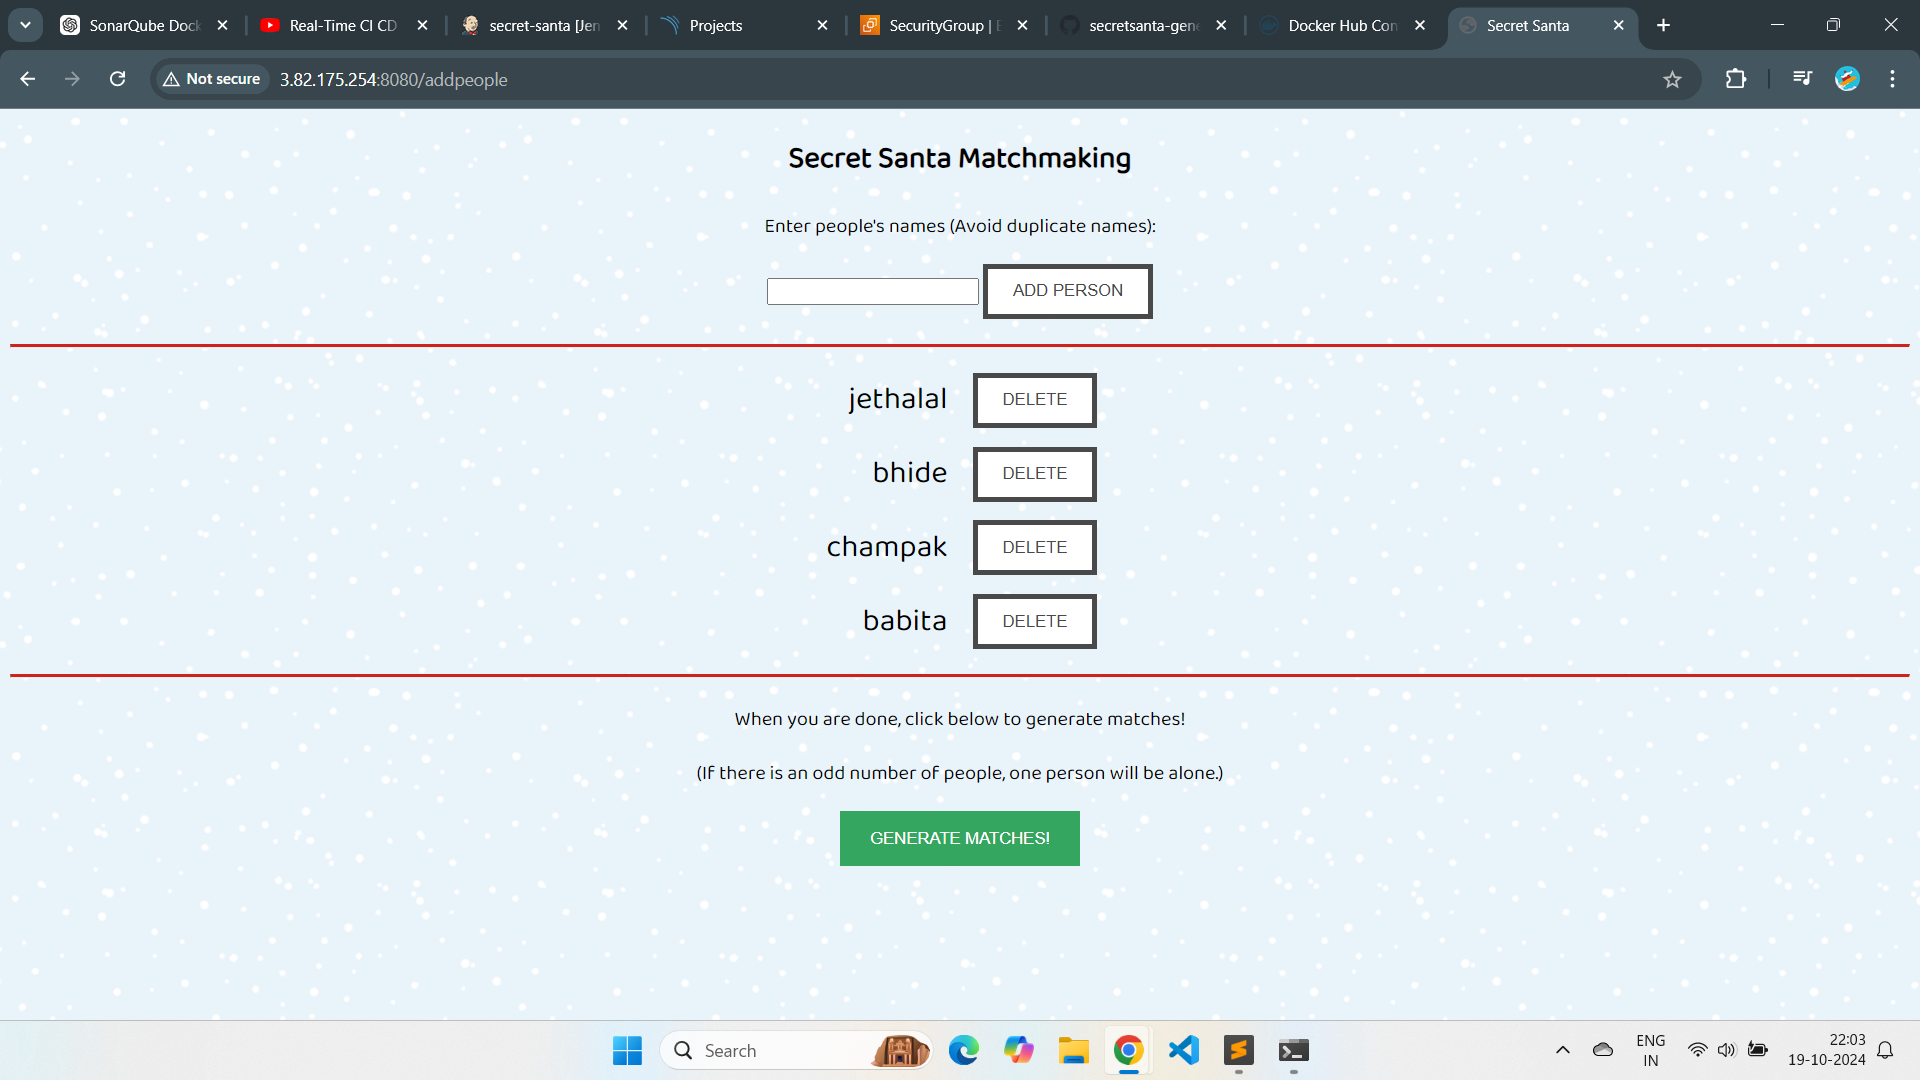 SonarQube Dock
Real-Time CI CD
secret-santa [Jen
Projects
SecurityGroup | E
secretsanta-gene
Docker Hub Con
Secret Santa
Not secure
3.82.175.254:8080/addpeople
Secret Santa Matchmaking
Enter people's names (Avoid duplicate names):
ADD PERSON
jethalal DELETE
bhide DELETE
champak DELETE
babita DELETE
When you are done, click below to generate matches!
(If there is an odd number of people, one person will be alone.)
GENERATE MATCHES!
Search
ENG
IN
22:03
19-10-2024